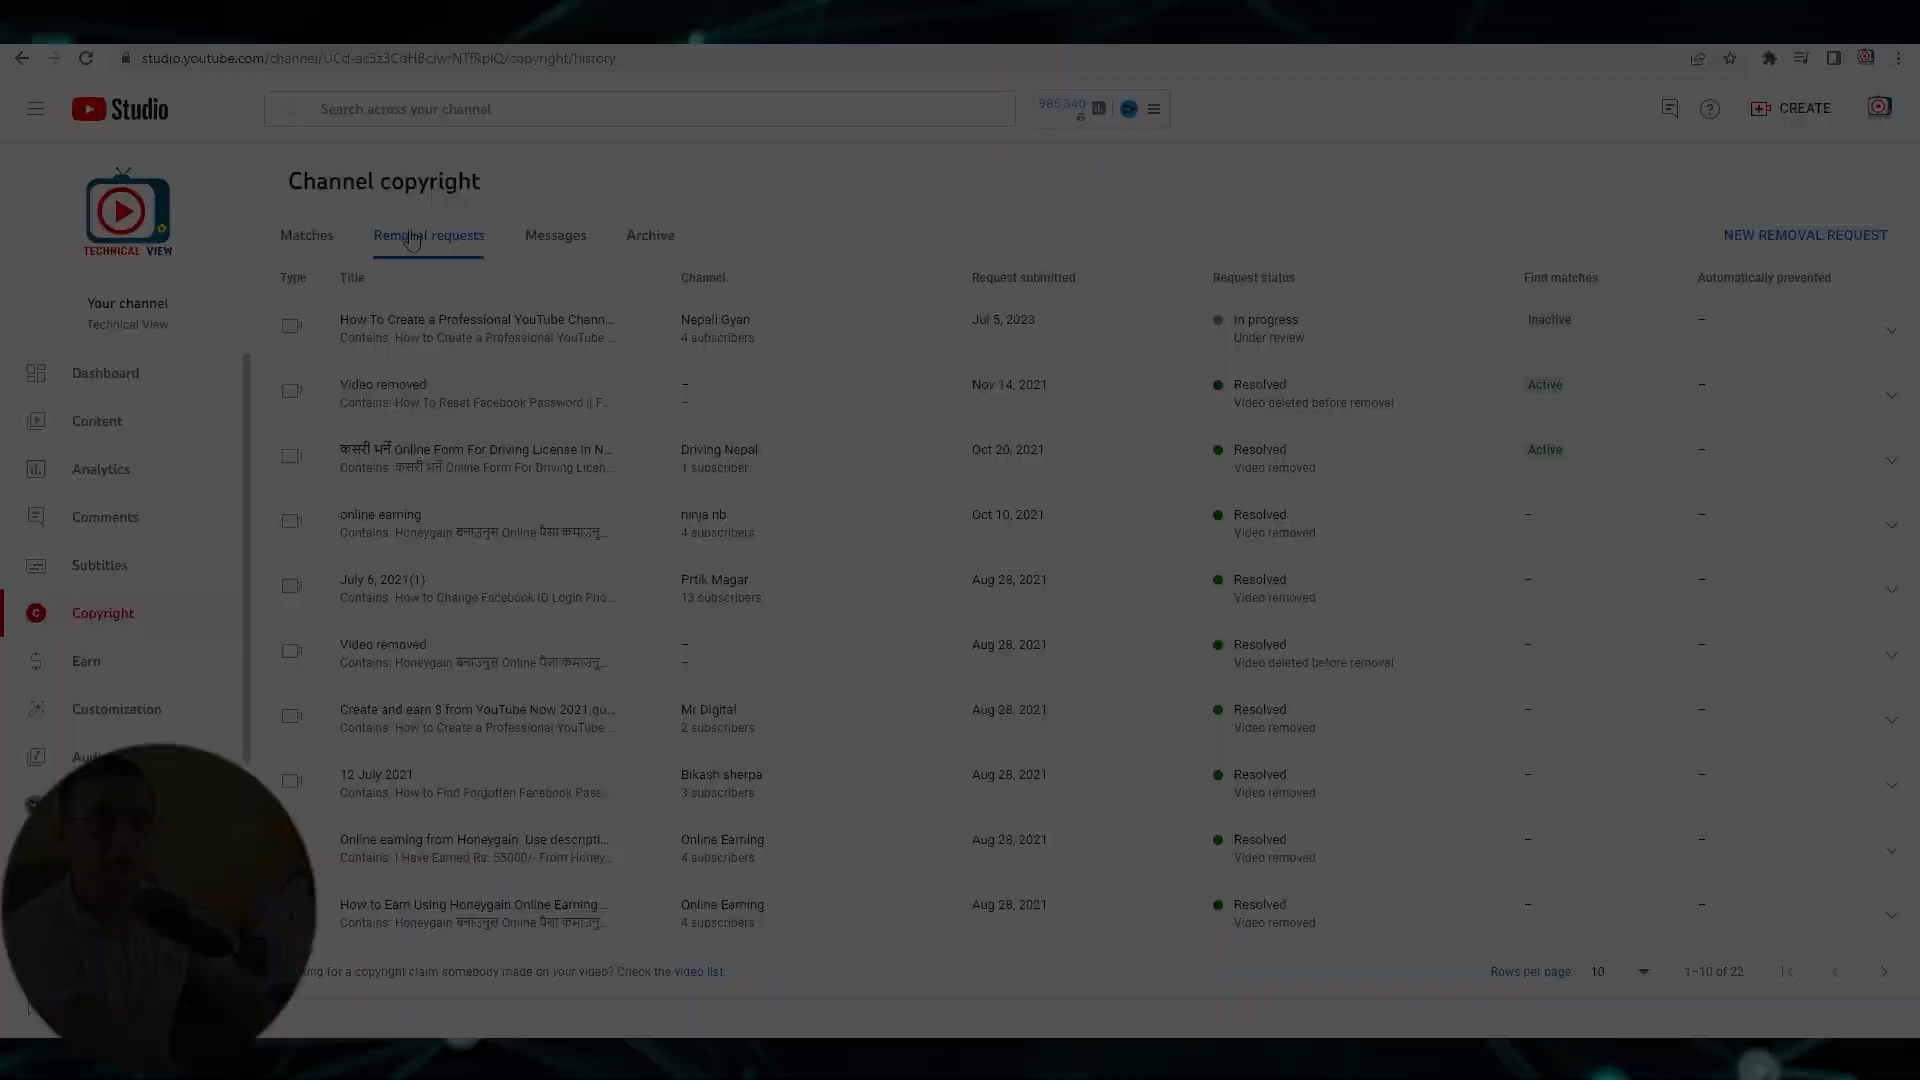 studio.youtube.com/channel/UCd-ac3z3CdHBcJwrNTfRpIQ/copyright/history
Studio
Search across your channel
985,340
CREATE
TECHNICAL VIEW
Your channel
Technical View
Dashboard
Content
Analytics
Comments
Subtitles
Copyright
Earn
Customization
Channel copyright
Matches Removal requests Messages Archive
NEW REMOVAL REQUEST
Type Title Channel Request submitted Request status Find matches Automatically prevented
How To Create a Professional YouTube Chann... Nepali Gyan Jul 5, 2023 In progress Inactive –
Contains: How to Create a Professional YouTube ... 4 subscribers Under review
Video removed – Nov 14, 2021 Resolved Active –
Contains: How To Reset Facebook Password || F... – Video deleted before removal
कसरी भर्ने Online Form For Driving License In N... Driving Nepal Oct 20, 2021 Resolved Active –
Contains: कसरी भर्ने Online Form For Driving Licen... 1 subscriber Video removed
online earning ninja nb Oct 10, 2021 Resolved – –
Contains: Honeygain बनाउनुस Online पैसा कमाउनु... 4 subscribers Video removed
July 6, 2021(1) Prtik Magar Aug 28, 2021 Resolved – –
Contains: How to Change Facebook ID Login Pho... 13 subscribers Video removed
Video removed – Aug 28, 2021 Resolved – –
Contains: Honeygain बनाउनुस Online पैसा कमाउनु... – Video deleted before removal
Create and earn $ from YouTube Now 2021 qu... Mr Digital Aug 28, 2021 Resolved – –
Contains: How to Create a Professional YouTube ... 2 subscribers Video removed
12 July 2021 Bikash sherpa Aug 28, 2021 Resolved – –
Contains: How to Find Forgotten Facebook Pass... 3 subscribers Video removed
Online earning from Honeygain. Use descripti... Online Earning Aug 28, 2021 Resolved – –
Contains: I Have Earned Rs. 55000/- From Honey... 4 subscribers Video removed
How to Earn Using Honeygain.Online Earning... Online Earning Aug 28, 2021 Resolved – –
Contains: Honeygain बनाउनुस Online पैसा कमाउनु... 4 subscribers Video removed
for a copyright claim somebody made on your video? Check the video list.
Rows per page: 10 1–10 of 22